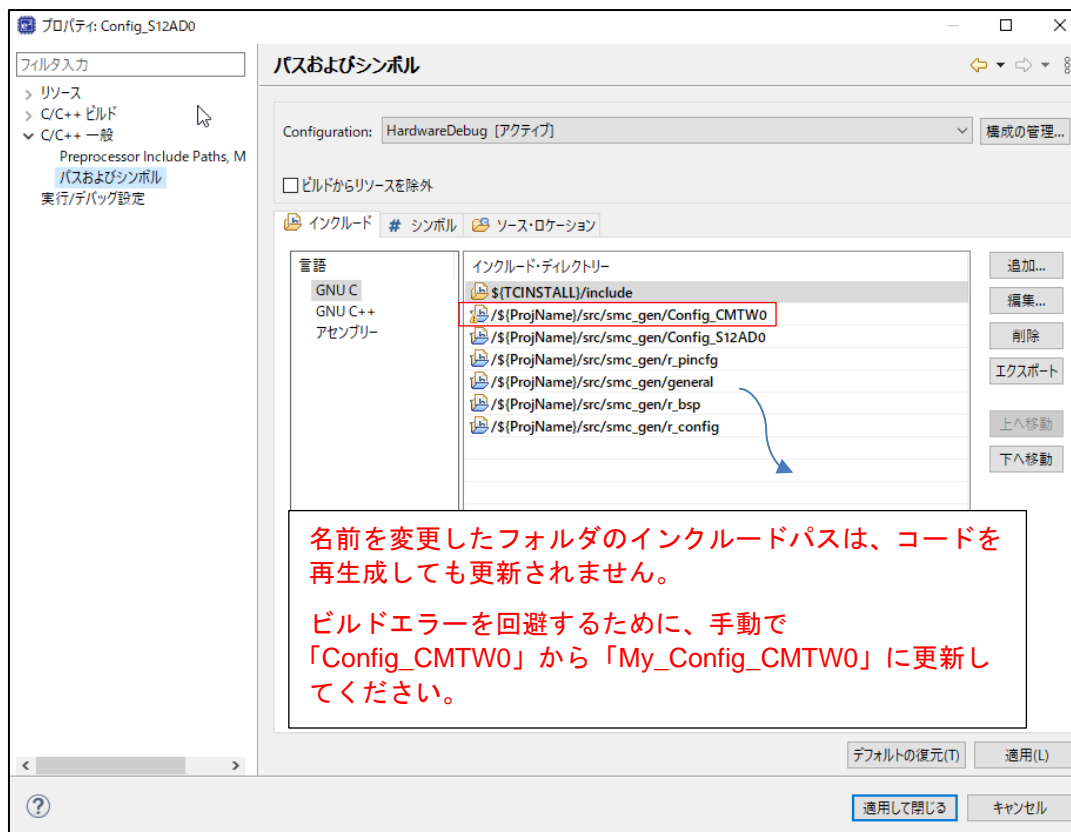 プロパティ: Config_S12AD0
フィルタ入力
リソース
C/C++ ビルド
C/C++ 一般
Preprocessor Include Paths, M
パスおよびシンボル
実行/デバッグ設定
パスおよびシンボル
Configuration: HardwareDebug [アクティブ]
構成の管理...
ビルドからリソースを除外
インクルード # シンボル ソース・ロケーション
言語
GNU C
GNU C++
アセンブリー
インクルード・ディレクトリー
${TCINSTALL}/include
/${ProjName}/src/smc_gen/Config_CMTW0
/${ProjName}/src/smc_gen/Config_S12AD0
/${ProjName}/src/smc_gen/r_pincfg
/${ProjName}/src/smc_gen/general
/${ProjName}/src/smc_gen/r_bsp
/${ProjName}/src/smc_gen/r_config
追加...
編集...
削除
エクスポート
上へ移動
下へ移動
名前を変更したフォルダのインクルードパスは、コードを
再生成しても更新されません。
ビルドエラーを回避するために、手動で
「Config_CMTW0」から「My_Config_CMTW0」に更新し
てください。
デフォルトの復元(T)
適用(L)
?
適用して閉じる
キャンセル